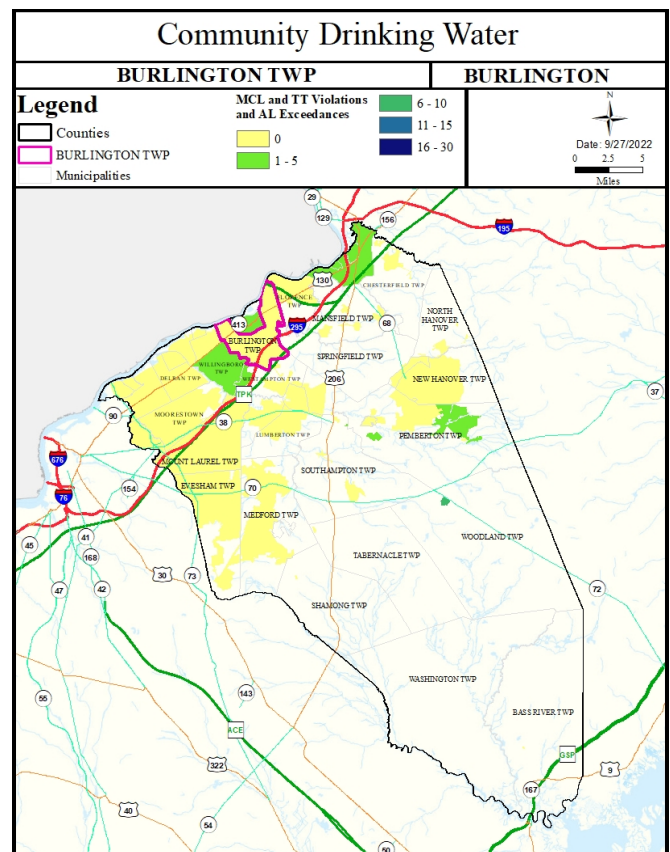 Community Drinking Water
BURLINGTON TWP
BURLINGTON
Legend
Counties
BURLINGTON TWP
Municipalities
MCL and TT Violations
and AL Exceedances
0
1 - 5
6 - 10
11 - 15
16 - 30
N
Date: 9/27/2022
0 2.5 5
Miles
29
129
156
195
130
CHESTERFIELD TWP
FLORENCE
TWP
413
295
MANSFIELD TWP
68
NORTH
HANOVER
TWP
BURLINGTON
TWP
SPRINGFIELD TWP
WILLINGBORO
TWP
WESTAMPTON TWP
DELRAN TWP
206
NEW HANOVER TWP
TPK
37
90
MOORESTOWN
TWP
38
LUMBERTON TWP
PEMBERTON TWP
676
MOUNT LAUREL TWP
SOUTHAMPTON TWP
76
154
EVESHAM TWP
70
MEDFORD TWP
45
41
168
WOODLAND TWP
TABERNACLE TWP
30
73
47
42
72
SHAMONG TWP
WASHINGTON TWP
143
55
BASS RIVER TWP
ACE
GSP
322
9
167
40
54
50